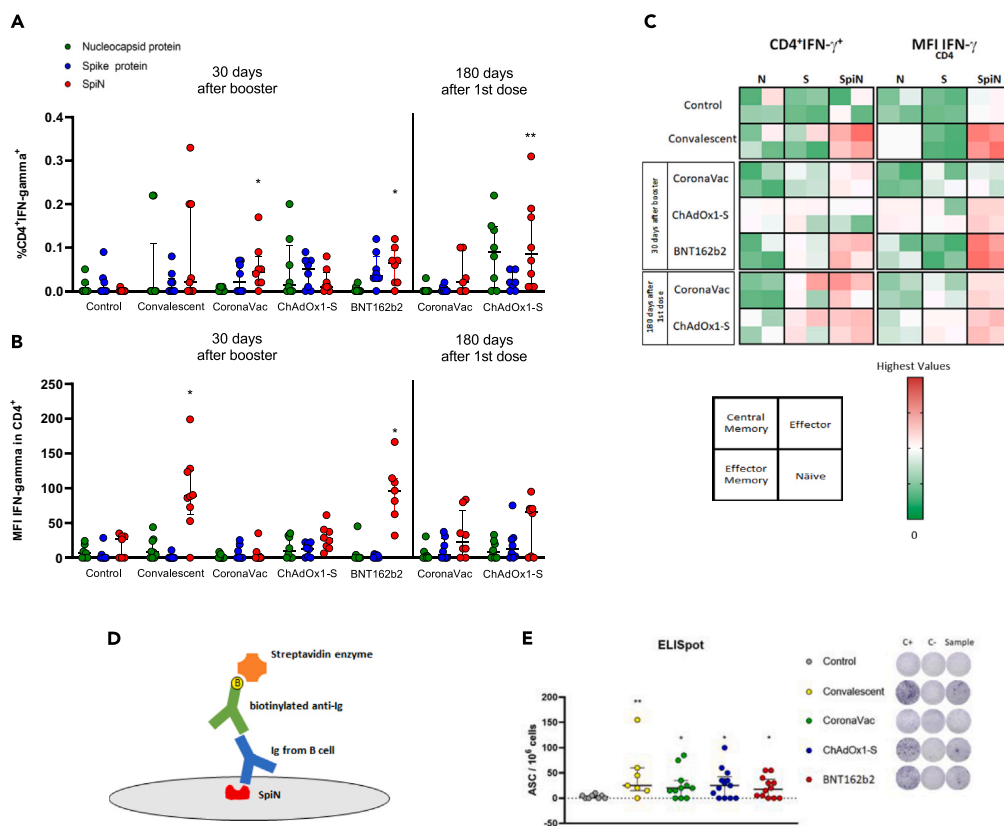 A
Nucleocapsid protein
Spike protein
SpiN
30 days
after booster
180 days
after 1st dose
%CD4+IFN-gamma+
0.4
0.3
0.2
0.1
0.0
*
*
**
Control
Convalescent
CoronaVac
ChAdOx1-S
BNT162b2
CoronaVac
ChAdOx1-S
B
30 days
after booster
180 days
after 1st dose
MFI IFN-gamma in CD4+
250
200
150
100
50
0
*
*
Control
Convalescent
CoronaVac
ChAdOx1-S
BNT162b2
CoronaVac
ChAdOx1-S
C
CD4+IFN-γ+
MFI IFN-γ
CD4
N
S
SpiN
N
S
SpiN
Control
Convalescent
30 days after booster
CoronaVac
ChAdOx1-S
BNT162b2
180 days after
1st dose
CoronaVac
ChAdOx1-S
Highest Values
0
Central
Memory
Effector
Effector
Memory
Näive
D
Streptavidin enzyme
B
biotinylated anti-Ig
Ig from B cell
SpiN
E
ELISpot
ASC / 10⁶ cells
200
150
100
50
0
-50
**
*
*
*
Control
Convalescent
CoronaVac
ChAdOx1-S
BNT162b2
C+
C-
Sample